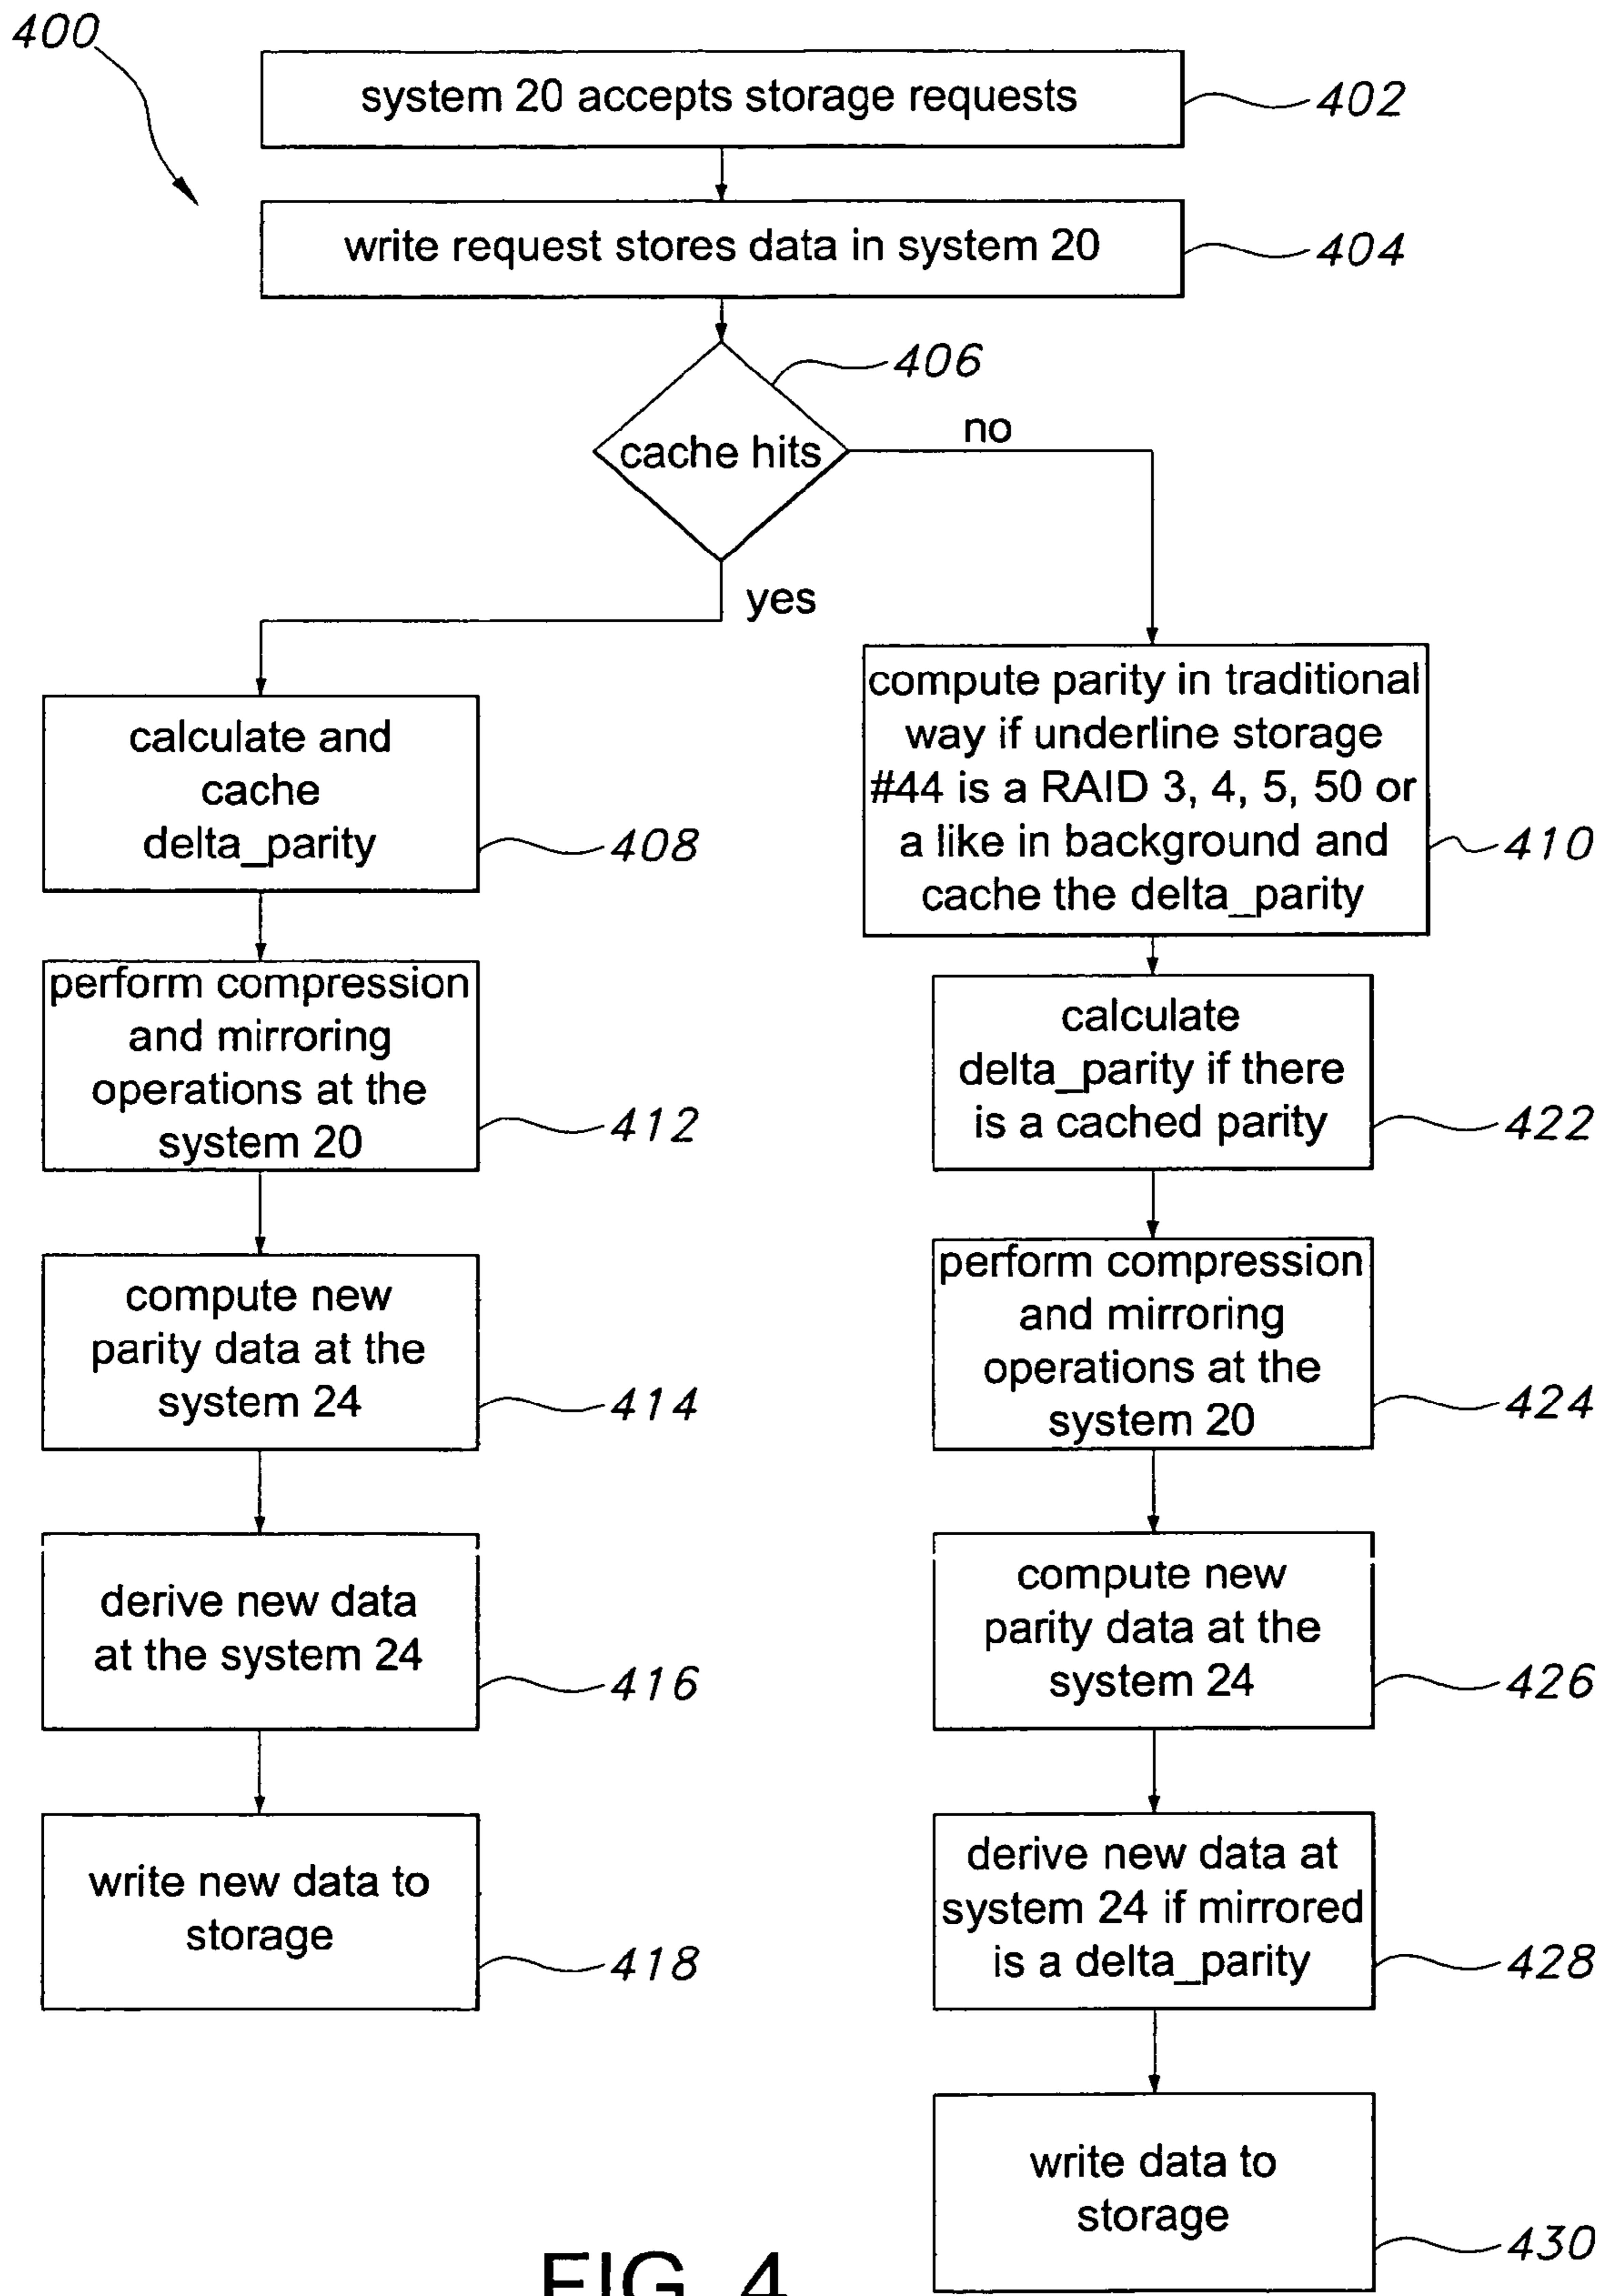 400
system 20 accepts storage requests
402
write request stores data in system 20
404
406
cache hits
no
yes
calculate and
cache
delta_parity
408
perform compression
and mirroring
operations at the
system 20
412
compute new
parity data at the
system 24
414
derive new data
at the system 24
416
write new data to
storage
418
compute parity in traditional
way if underline storage
#44 is a RAID 3, 4, 5, 50 or
a like in background and
cache the delta_parity
410
calculate
delta_parity if there
is a cached parity
422
perform compression
and mirroring
operations at the
system 20
424
compute new
parity data at the
system 24
426
derive new data at
system 24 if mirrored
is a delta_parity
428
write data to
storage
430
FIG. 4